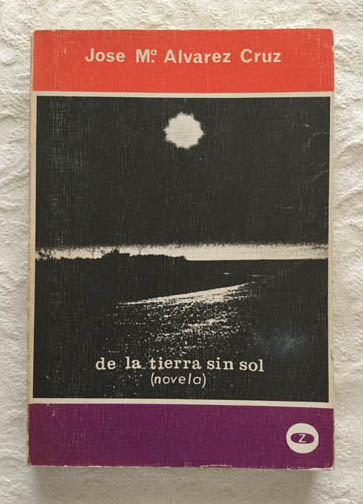 Jose Mª Alvarez Cruz
de la tierra sin sol
(novela)
Z